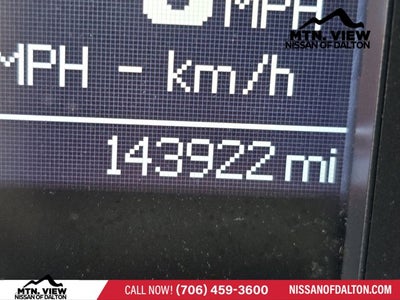 0 MPH
MTN. VIEW
NISSAN OF DALTON
MPH - km/h
143922 mi
MTN. VIEW
NISSAN OF DALTON
CALL NOW! (706) 459-3600
NISSANOFDALTON.COM